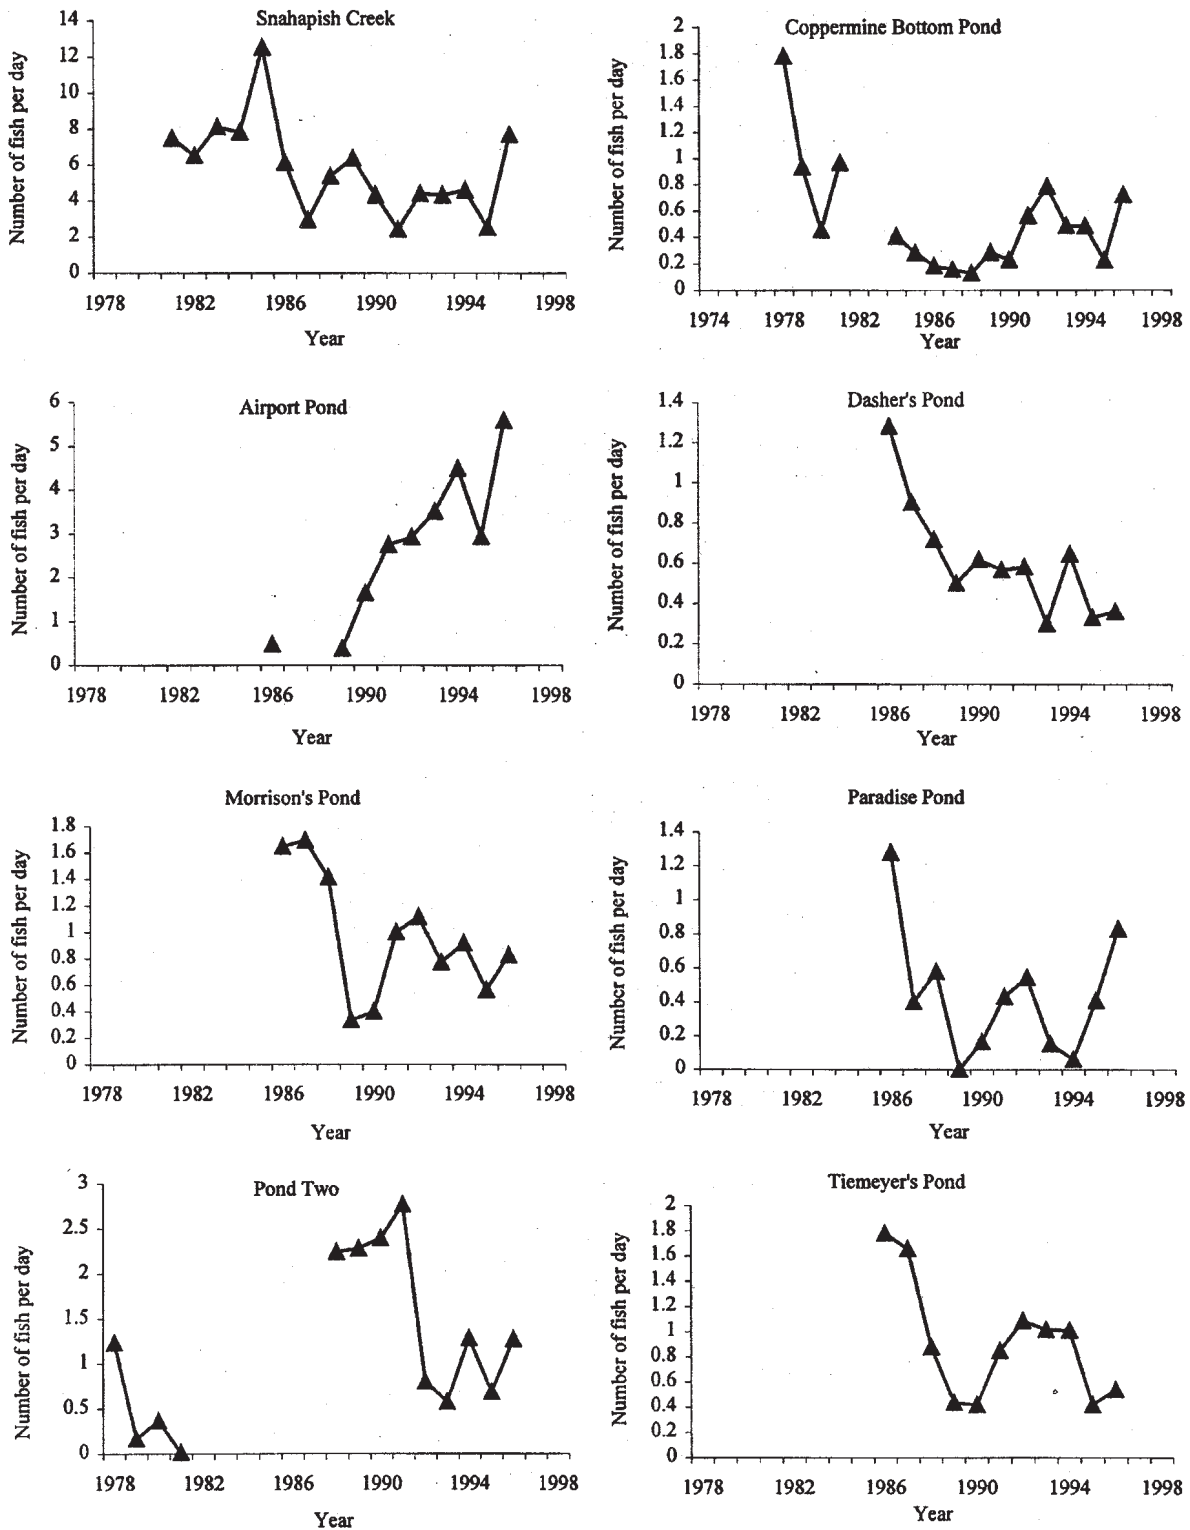 Snahapish Creek
Number of fish per day
14
12
10
8
6
4
2
0
1978 1982 1986 1990 1994 1998
Year
Coppermine Bottom Pond
Number of fish per day
2
1.8
1.6
1.4
1.2
1
0.8
0.6
0.4
0.2
0
1974 1978 1982 1986 1990 1994 1998
Year
Airport Pond
Number of fish per day
6
5
4
3
2
1
0
1978 1982 1986 1990 1994 1998
Year
Dasher's Pond
Number of fish per day
1.4
1.2
1
0.8
0.6
0.4
0.2
0
1978 1982 1986 1990 1994 1998
Year
Morrison's Pond
Number of fish per day
1.8
1.6
1.4
1.2
1
0.8
0.6
0.4
0.2
0
1978 1982 1986 1990 1994 1998
Year
Paradise Pond
Number of fish per day
1.4
1.2
1
0.8
0.6
0.4
0.2
0
1978 1982 1986 1990 1994 1998
Year
Pond Two
Number of fish per day
3
2.5
2
1.5
1
0.5
0
1978 1982 1986 1990 1994 1998
Year
Tiemeyer's Pond
Number of fish per day
2
1.8
1.6
1.4
1.2
1
0.8
0.6
0.4
0.2
0
1978 1982 1986 1990 1994 1998
Year